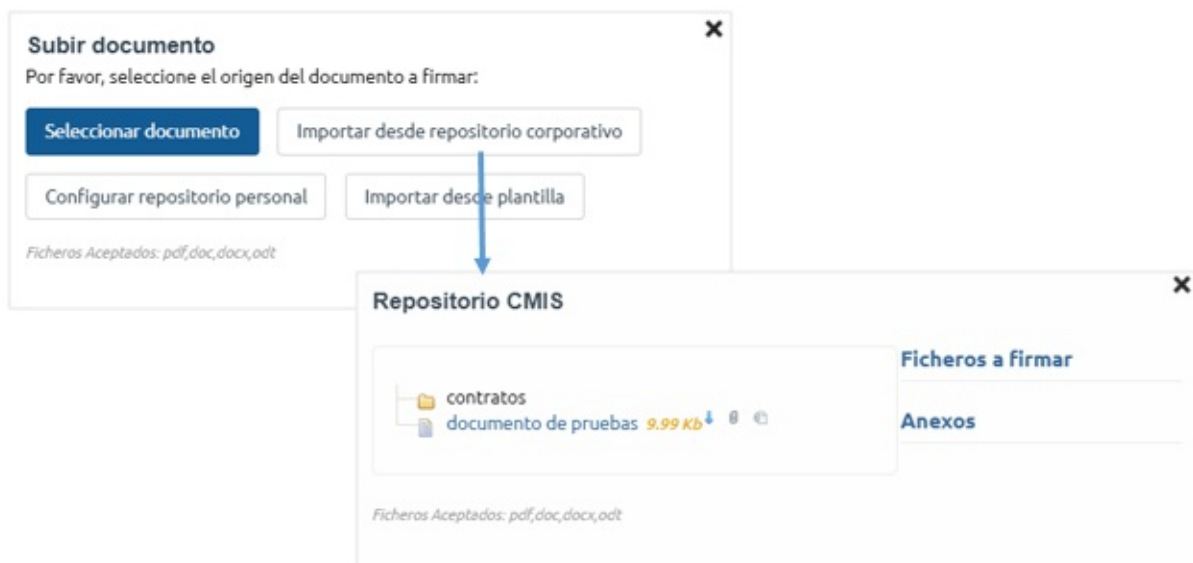 Subir documento
Por favor, seleccione el origen del documento a firmar:
Seleccionar documento
Importar desde repositorio corporativo
Configurar repositorio personal
Importar desde plantilla
Ficheros Aceptados: pdf,doc,docx,odt
Repositorio CMIS
contratos
documento de pruebas 9.99 Kb
Ficheros a firmar
Anexos
Ficheros Aceptados: pdf,doc,docx,odt